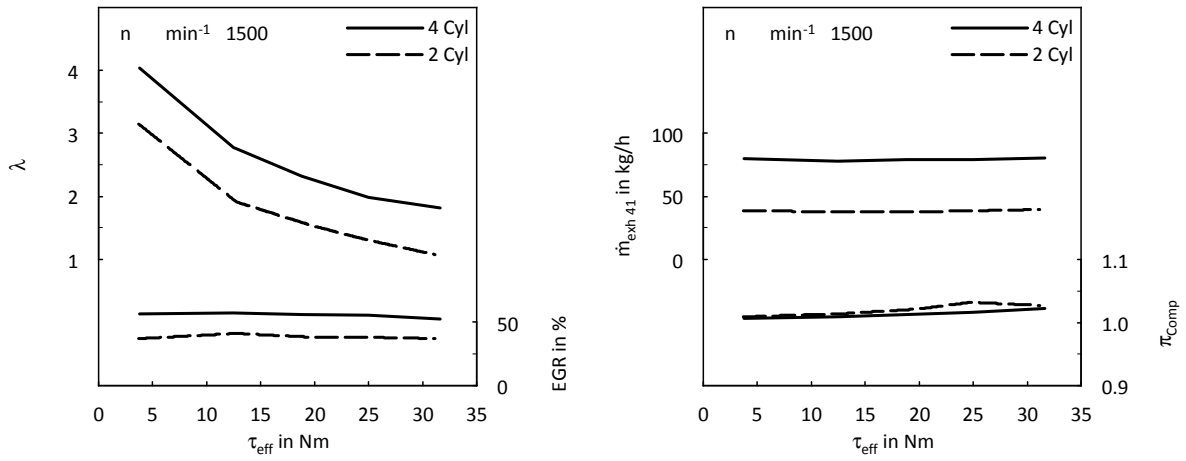 n min⁻¹ 1500
4 Cyl
2 Cyl
4
3
2
1
λ
50
0
EGR in %
0 5 10 15 20 25 30 35
τeff in Nm
n min⁻¹ 1500
4 Cyl
2 Cyl
100
50
0
ṁexh 41 in kg/h
1.1
1.0
0.9
πComp
0 5 10 15 20 25 30 35
τeff in Nm